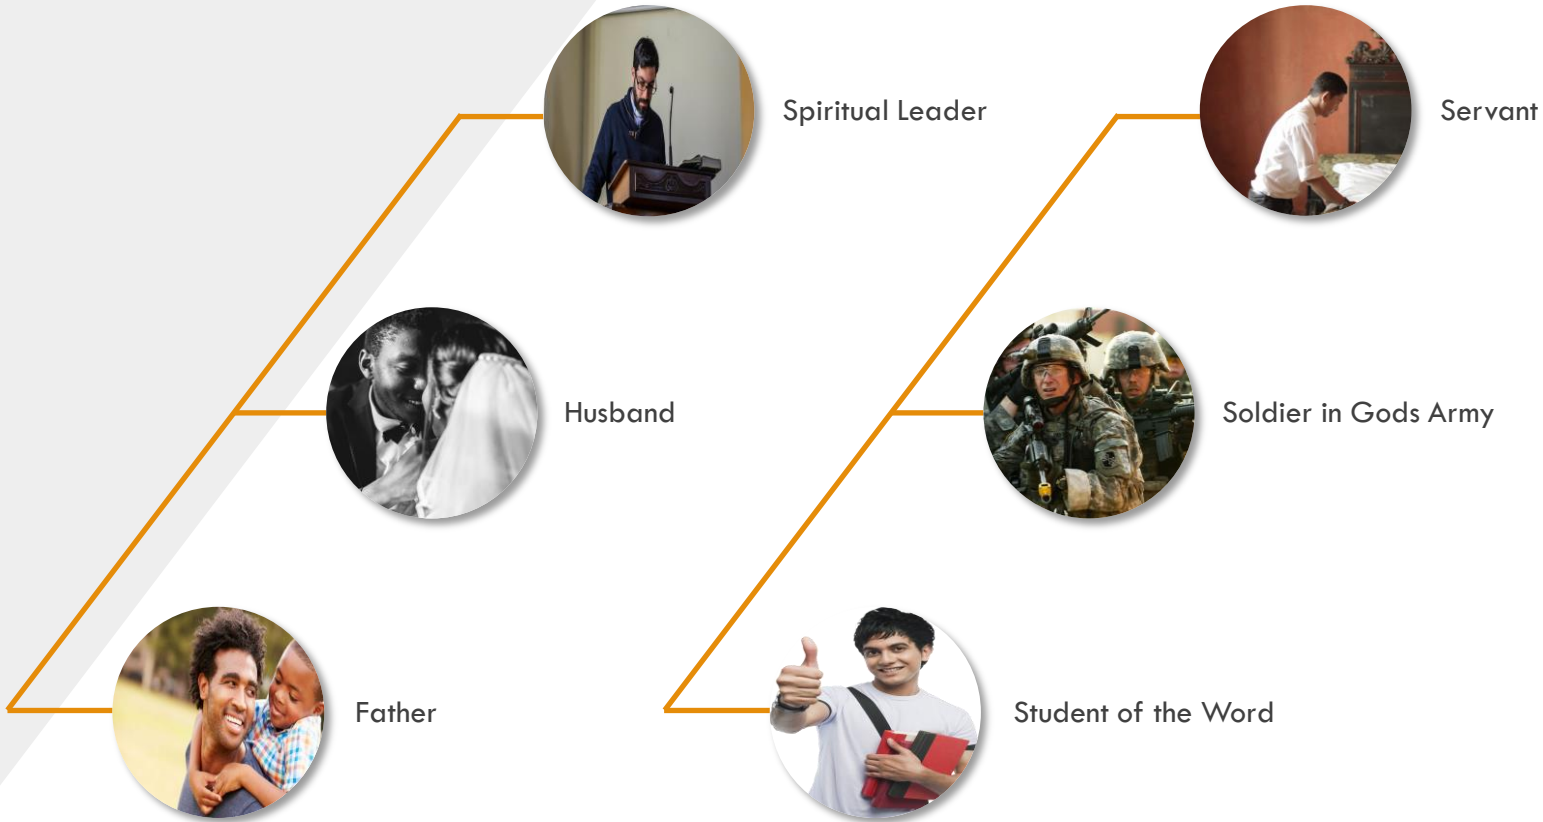 Spiritual Leader
Servant
Husband
Soldier in Gods Army
Father
Student of the Word